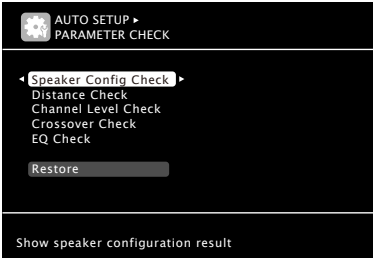 AUTO SETUP ▸
PARAMETER CHECK
◂ Speaker Config Check ▸
Distance Check
Channel Level Check
Crossover Check
EQ Check
Restore
Show speaker configuration result